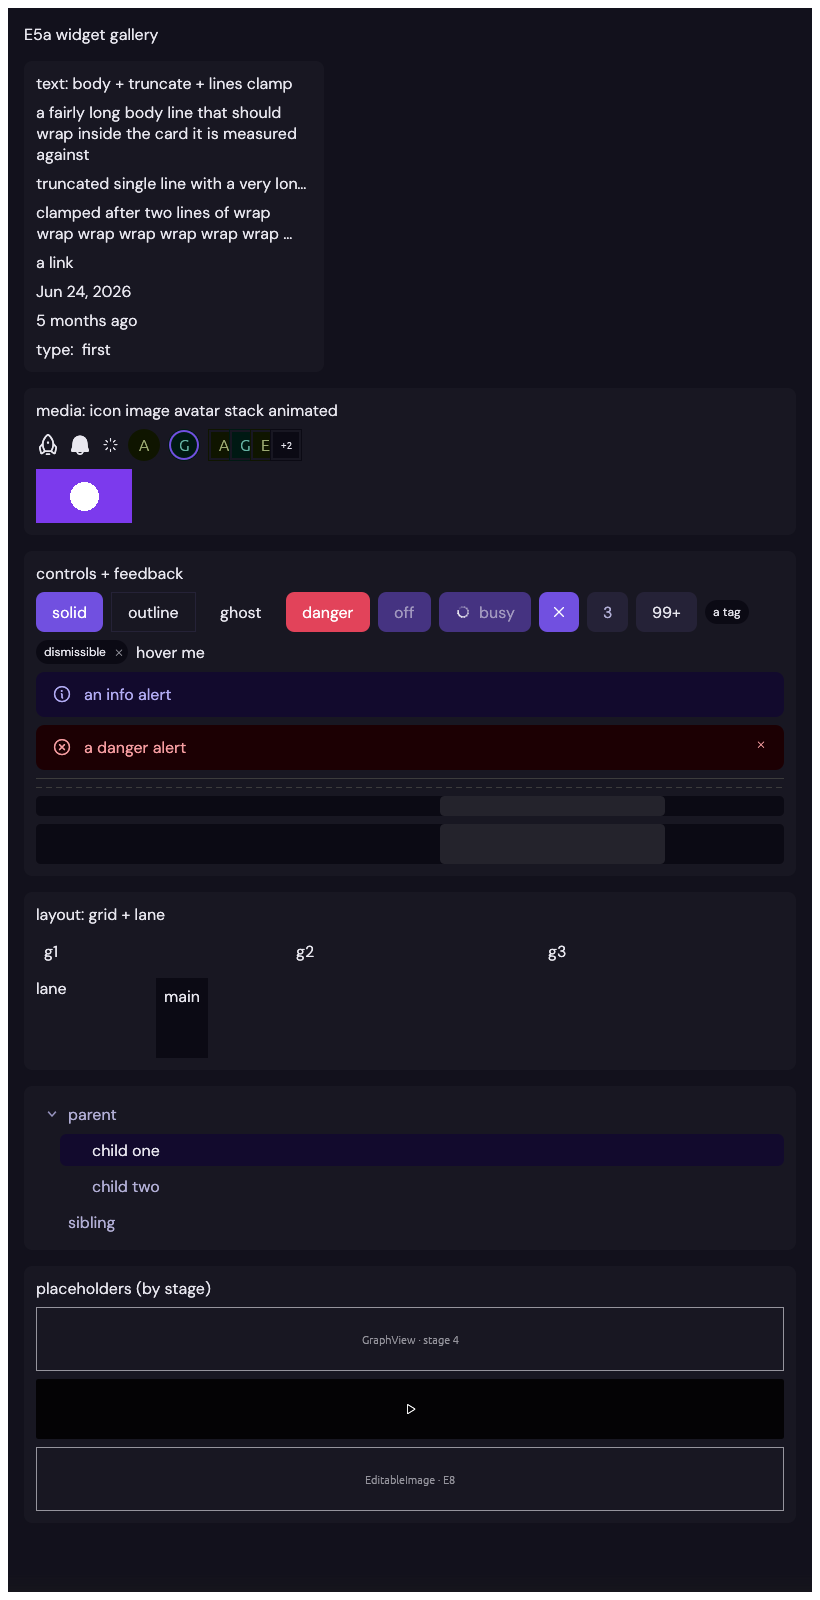 E5a widget gallery
text: body + truncate + lines clamp
a fairly long body line that should
wrap inside the card it is measured
against
truncated single line with a very lon...
clamped after two lines of wrap
wrap wrap wrap wrap wrap wrap ...
a link
Jun 24, 2026
5 months ago
type: first
media: icon image avatar stack animated
A G A G E +2
controls + feedback
solid outline ghost danger off busy 3 99+ a tag
dismissible hover me
an info alert
a danger alert
layout: grid + lane
g1 g2 g3
lane main
parent
child one
child two
sibling
placeholders (by stage)
GraphView · stage 4
EditableImage · E8